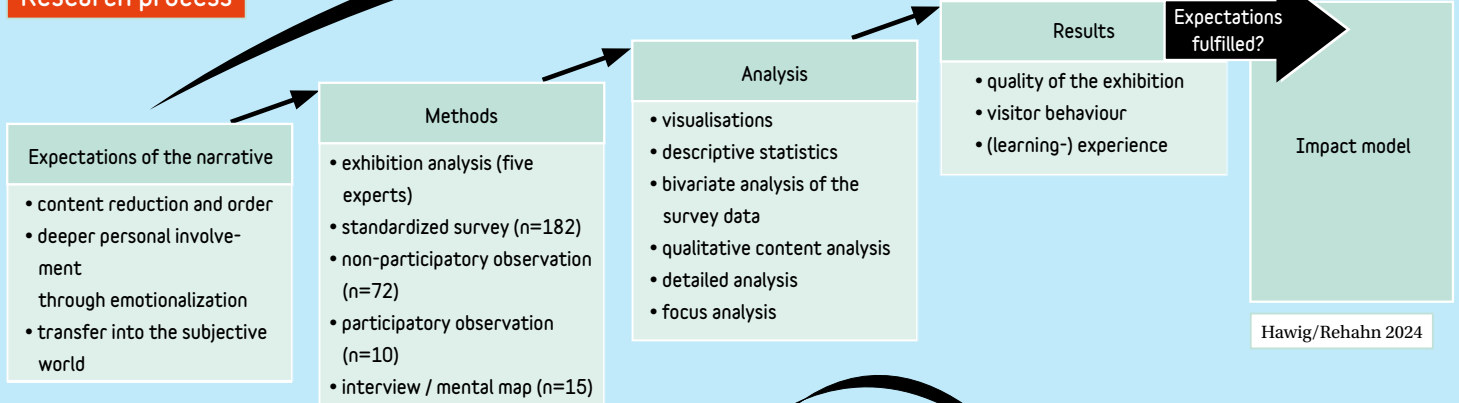 Research process
Expectations of the narrative
• content reduction and order
• deeper personal involve-
ment
through emotionalization
• transfer into the subjective
world
Methods
• exhibition analysis (five
experts)
• standardized survey (n=182)
• non-participatory observation
(n=72)
• participatory observation
(n=10)
• interview / mental map (n=15)
Analysis
• visualisations
• descriptive statistics
• bivariate analysis of the
survey data
• qualitative content analysis
• detailed analysis
• focus analysis
Results
• quality of the exhibition
• visitor behaviour
• (learning-) experience
Expectations
fulfilled?
Impact model
Hawig/Rehahn 2024